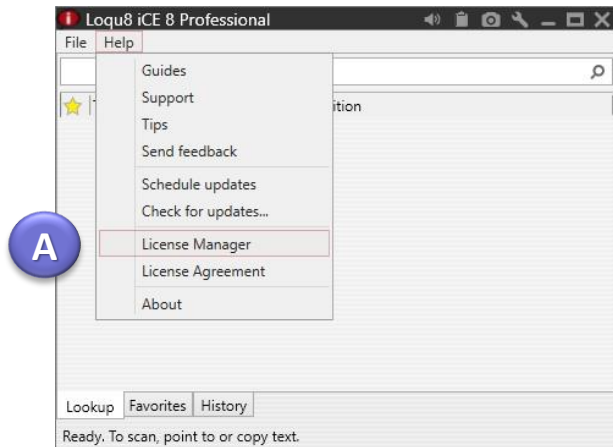 Loqu8 iCE 8 Professional
File Help
Guides
ition
Support
Tips
Send feedback
Schedule updates
Check for updates...
A
License Manager
License Agreement
About
Lookup Favorites History
Ready. To scan, point to or copy text.